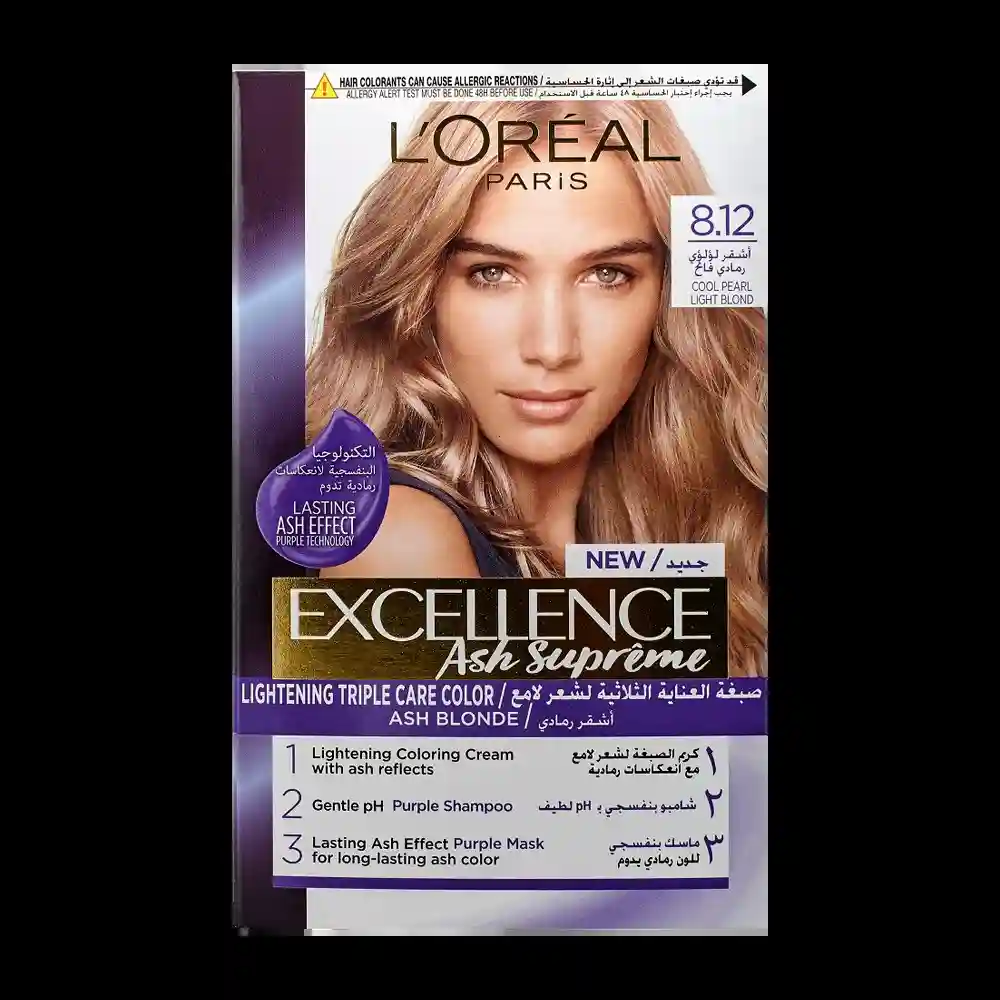 HAIR COLORANTS CAN CAUSE ALLERGIC REACTIONS / قد تؤدي صبغات الشعر إلى إثارة الحساسية
ALLERGY ALERT TEST MUST BE DONE 48H BEFORE USE / يجب إجراء إختبار الحساسية ٤٨ ساعة قبل الاستخدام
L'ORÉAL
PARiS
8.12
أشقر لؤلؤي
رمادي فاتح
COOL PEARL
LIGHT BLOND
التكنولوجيا
البنفسجية لانعكاسات
رمادية تدوم
LASTING
ASH EFFECT
PURPLE TECHNOLOGY
NEW / جديد
EXCELLENCE
Ash Suprême
LIGHTENING TRIPLE CARE COLOR / صبغة العناية الثلاثية لشعر لامع
ASH BLONDE / أشقر رمادي
1 Lightening Coloring Cream
with ash reflects
١ كريم الصبغة لشعر لامع
مع انعكاسات رمادية
2 Gentle pH Purple Shampoo
٢ شامبو بنفسجي بـ pH لطيف
3 Lasting Ash Effect Purple Mask
for long-lasting ash color
٣ ماسك بنفسجي
للون رمادي يدوم